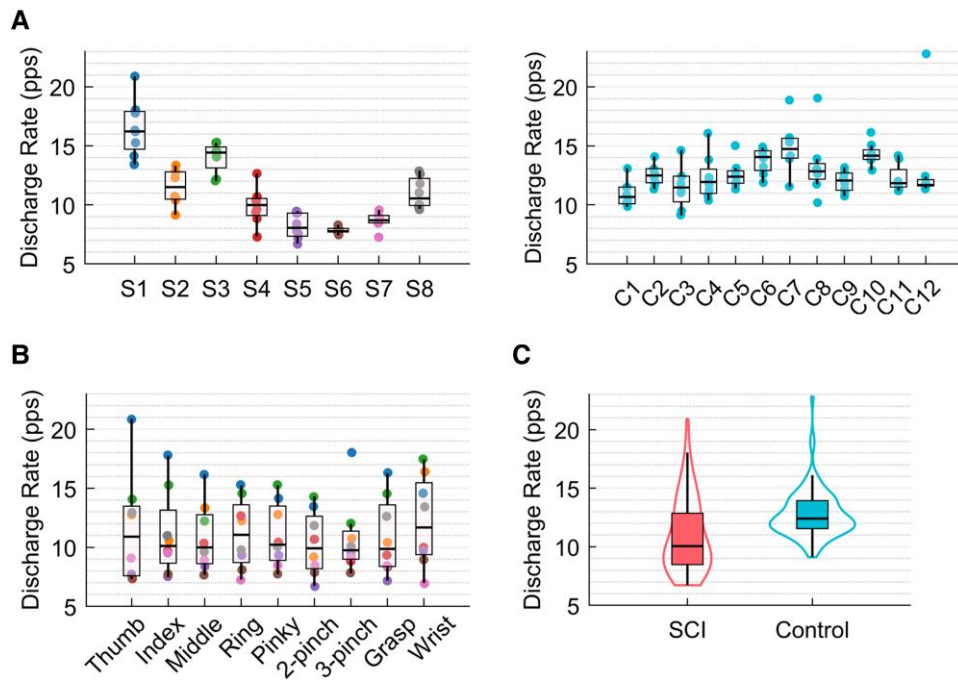 A
Discharge Rate (pps)
20
15
10
5
S1 S2 S3 S4 S5 S6 S7 S8
Discharge Rate (pps)
20
15
10
5
C1 C2 C3 C4 C5 C6 C7 C8 C9 C10 C11 C12
B
Discharge Rate (pps)
20
15
10
5
Thumb Index Middle Ring Pinky 2-pinch 3-pinch Grasp Wrist
C
Discharge Rate (pps)
20
15
10
5
SCI Control